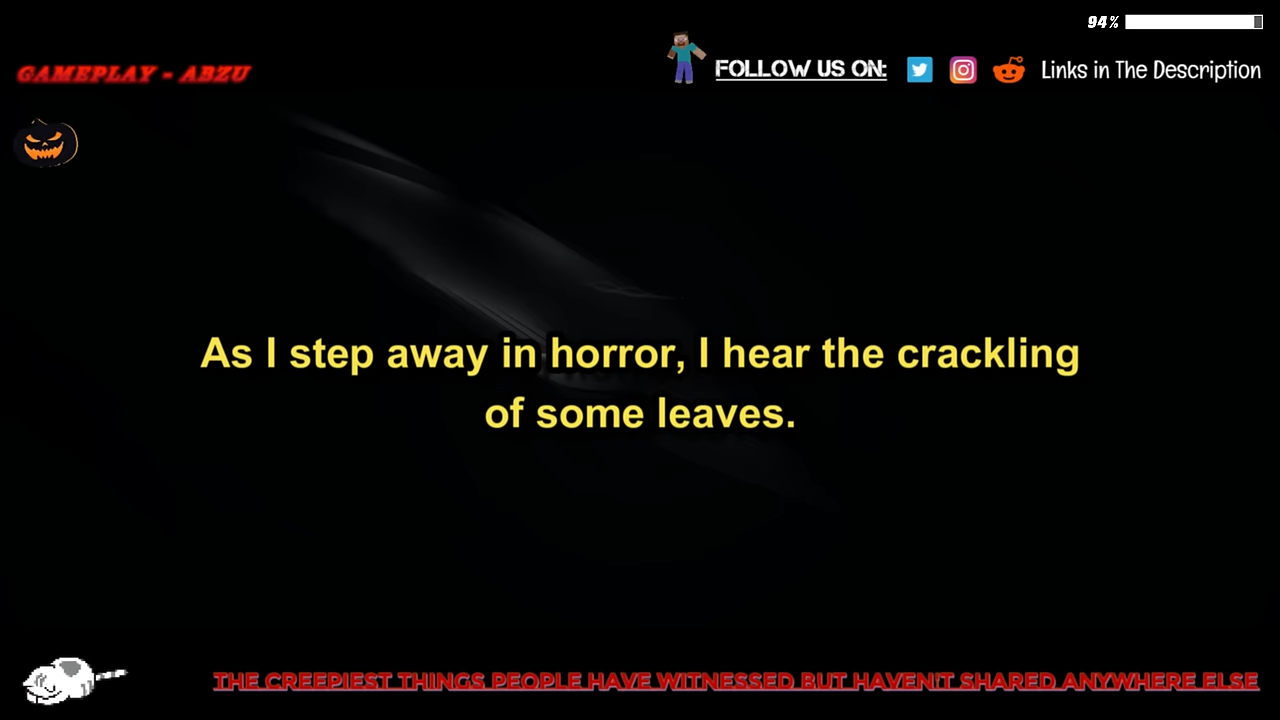 94%
GAMEPLAY - ABZU
FOLLOW US ON:
Links in The Description
As I step away in horror, I hear the crackling
of some leaves.
THE CREEPIEST THINGS PEOPLE HAVE WITNESSED BUT HAVEN'T SHARED ANYWHERE ELSE